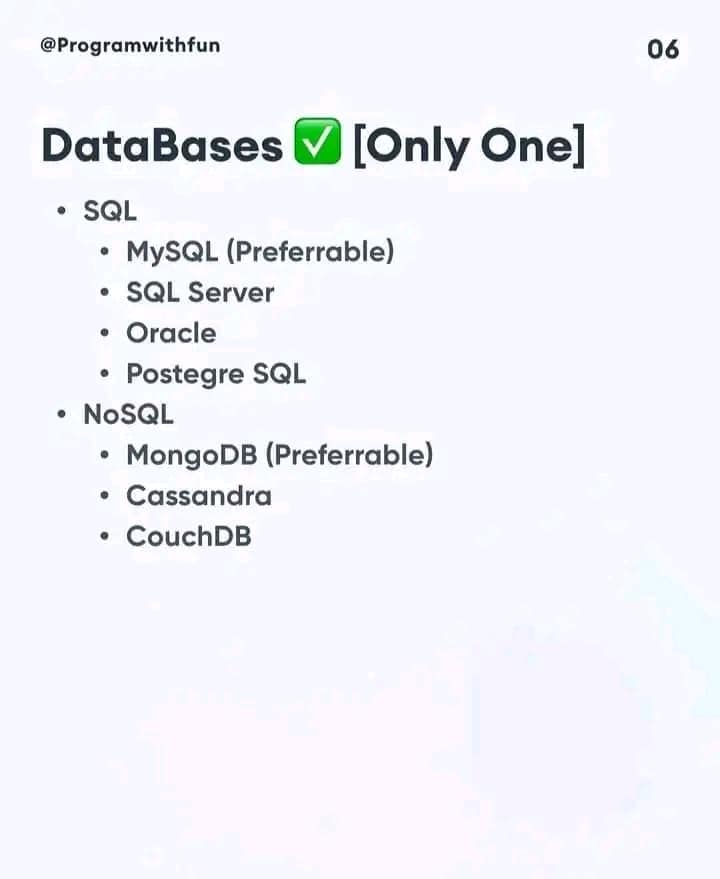 @Programwithfun
06
DataBases ✅ [Only One]
• SQL
• MySQL (Preferrable)
• SQL Server
• Oracle
• Postegre SQL
• NoSQL
• MongoDB (Preferrable)
• Cassandra
• CouchDB